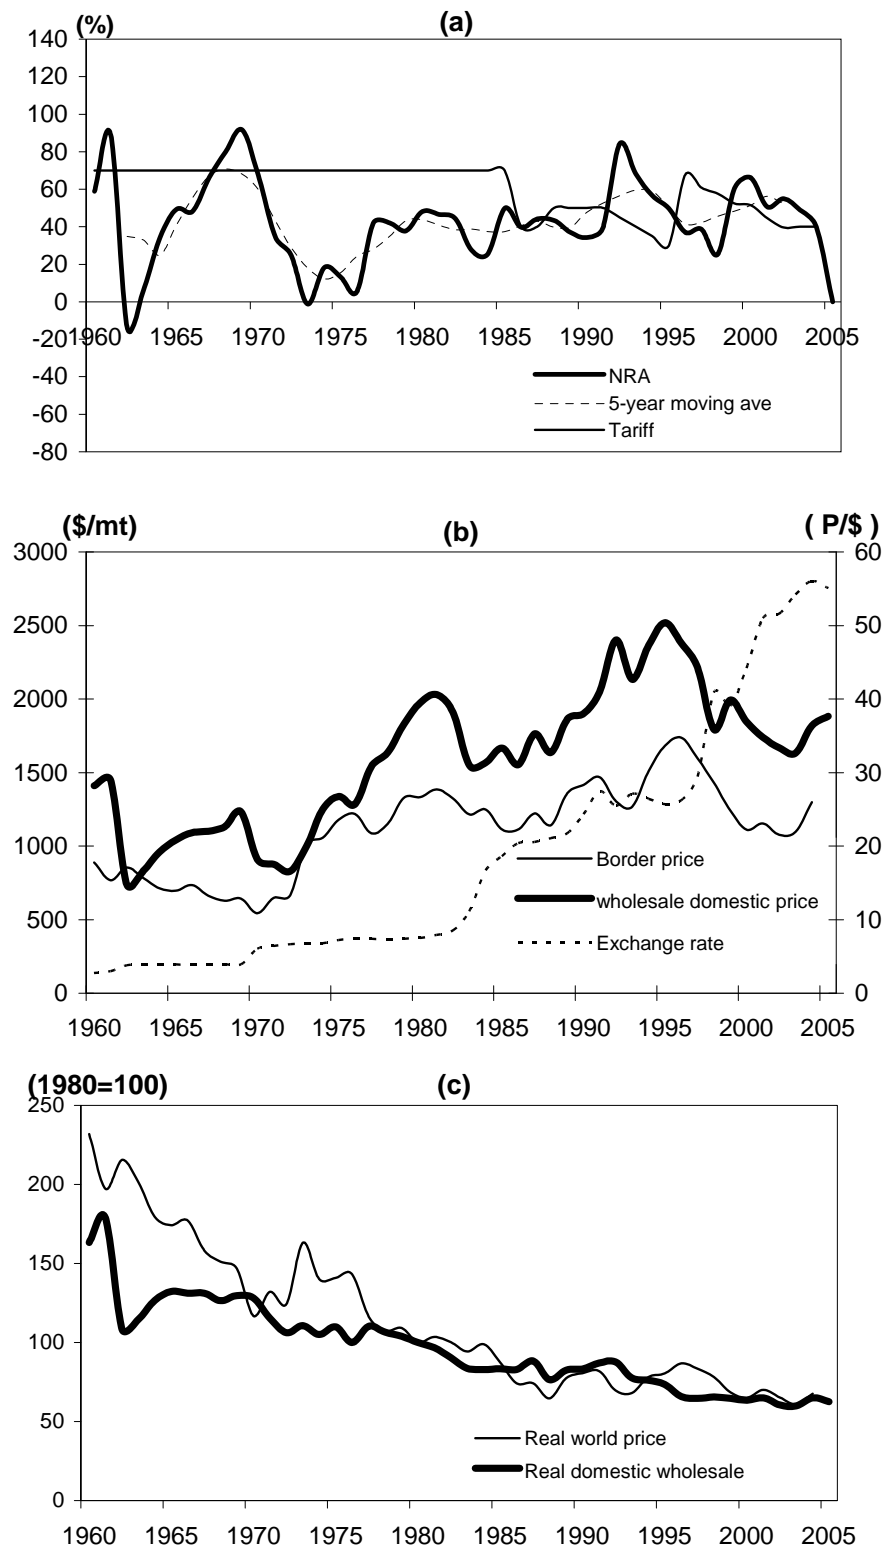 (%)
(a)
140
120
100
80
60
40
20
0
-20
-40
-60
-80
1960 1965 1970 1975 1980 1985 1990 1995 2000 2005
NRA
5-year moving ave
Tariff
($/mt)
(b)
( P/$ )
3000 60
2500 50
2000 40
1500 30
1000 20
500 10
0 0
Border price
wholesale domestic price
Exchange rate
1960 1965 1970 1975 1980 1985 1990 1995 2000 2005
(1980=100)
(c)
250
200
150
100
50
0
Real world price
Real domestic wholesale
1960 1965 1970 1975 1980 1985 1990 1995 2000 2005